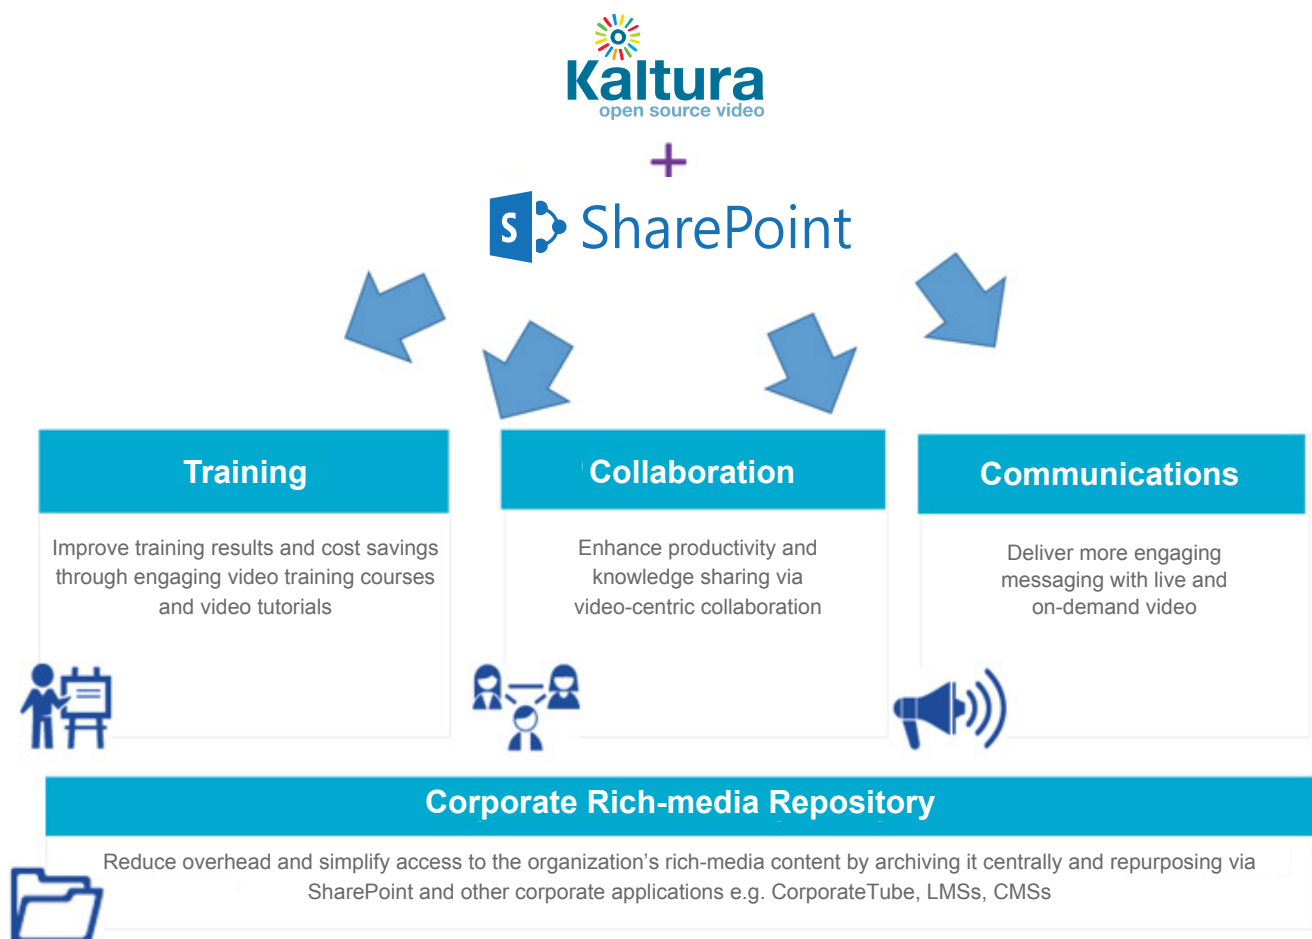 Kaltura
open source video
+
S SharePoint
Training
Improve training results and cost savings
through engaging video training courses
and video tutorials
Collaboration
Enhance productivity and
knowledge sharing via
video-centric collaboration
Communications
Deliver more engaging
messaging with live and
on-demand video
Corporate Rich-media Repository
Reduce overhead and simplify access to the organization’s rich-media content by archiving it centrally and repurposing via
SharePoint and other corporate applications e.g. CorporateTube, LMSs, CMSs